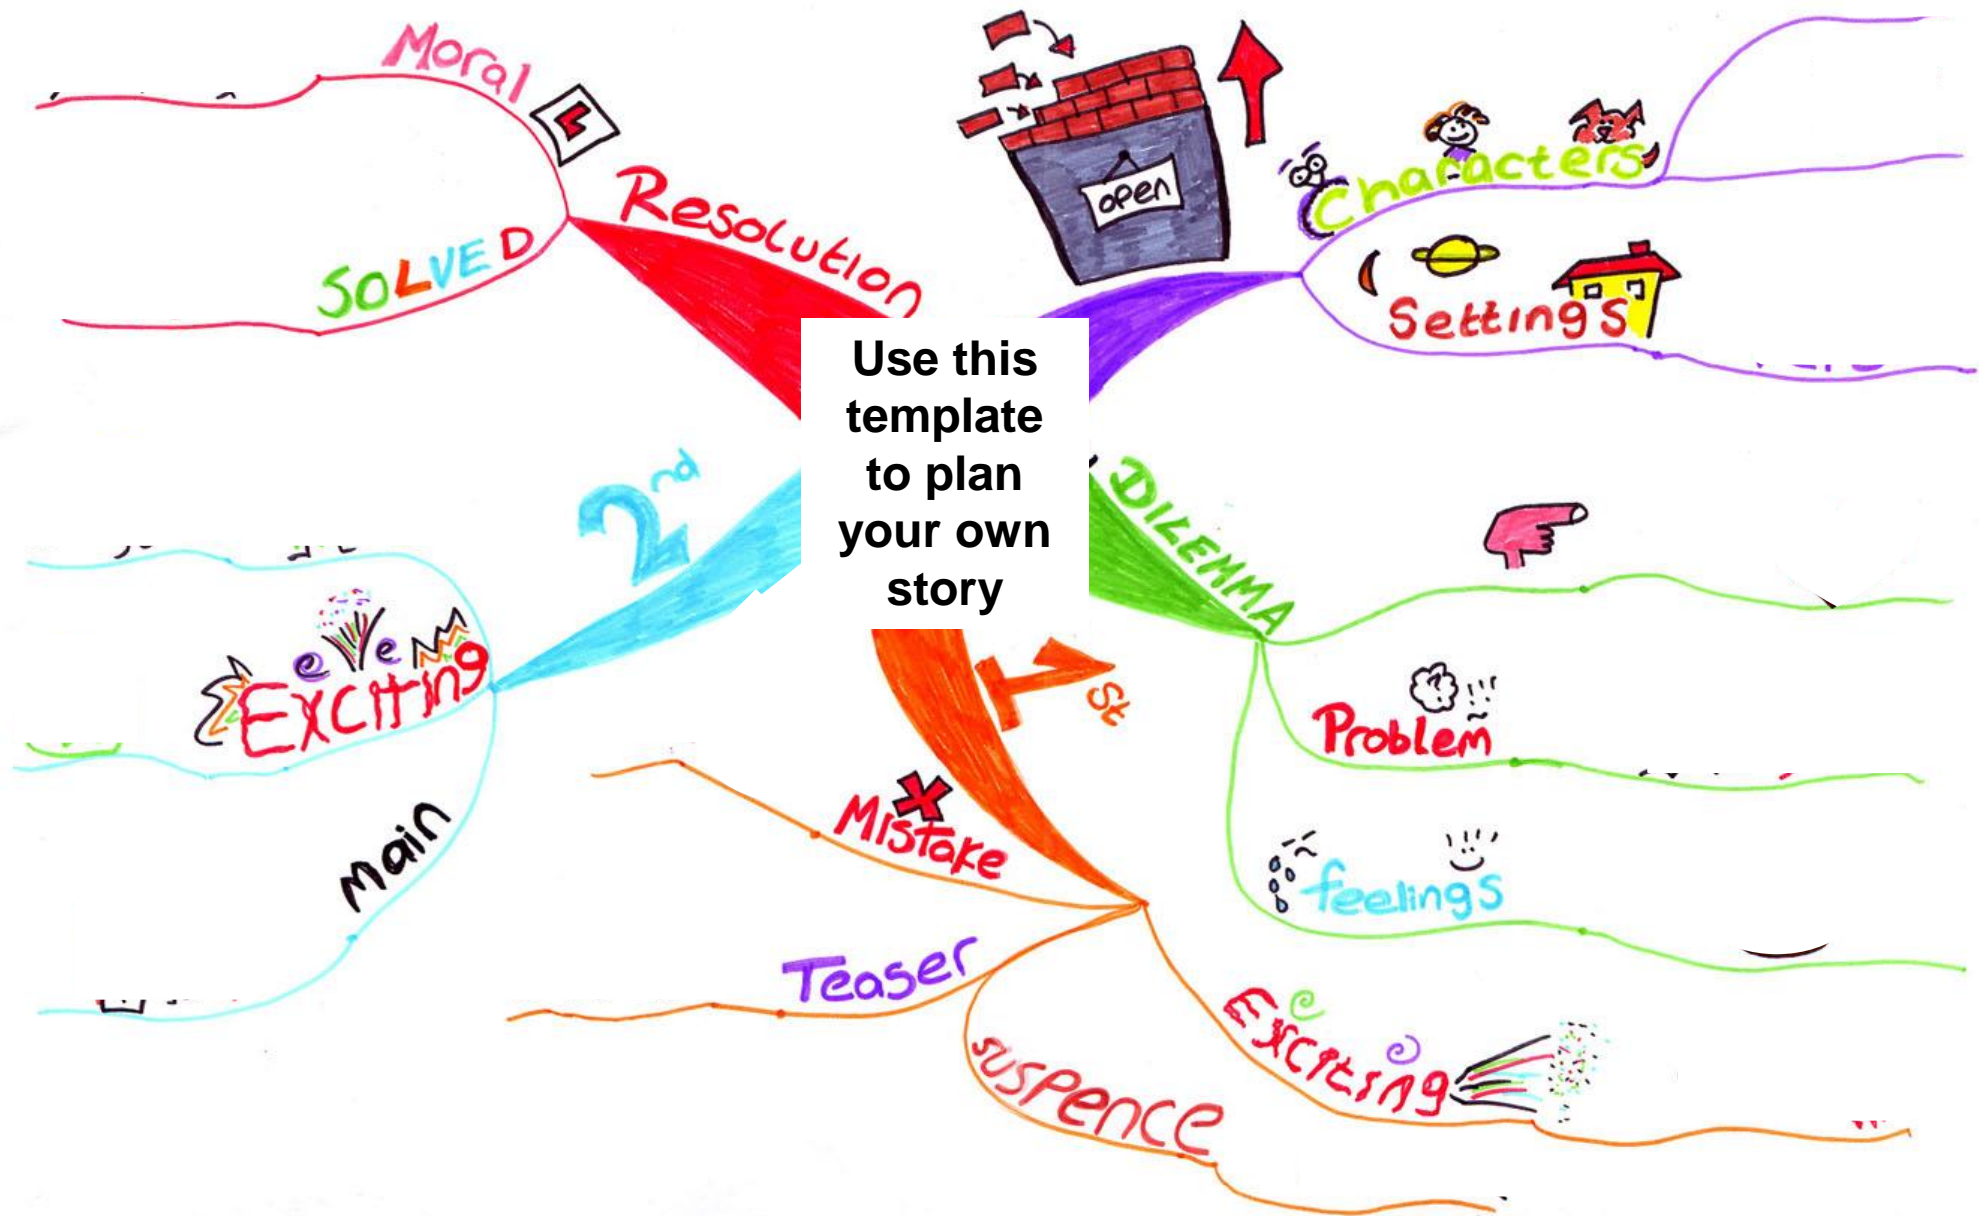 Moral
Resolution
SOLVED
open
Characters
Settings
Use this
template
to plan
your own
story
DILEMMA
Problem
feelings
1st
Mistake
Teaser
suspence
Exciting
2nd
Exciting
main